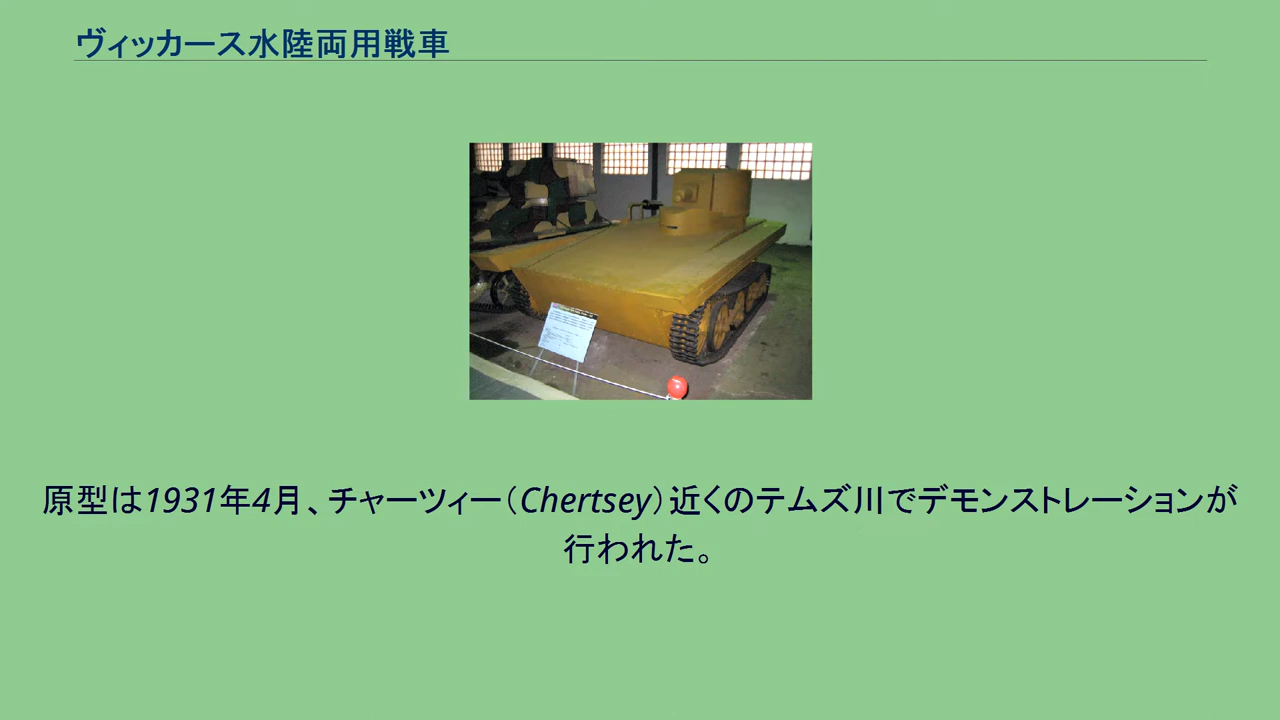 ヴィッカース水陸両用戦車
原型は1931年4月、チャーツィー（Chertsey）近くのテムズ川でデモンストレーションが
行われた。